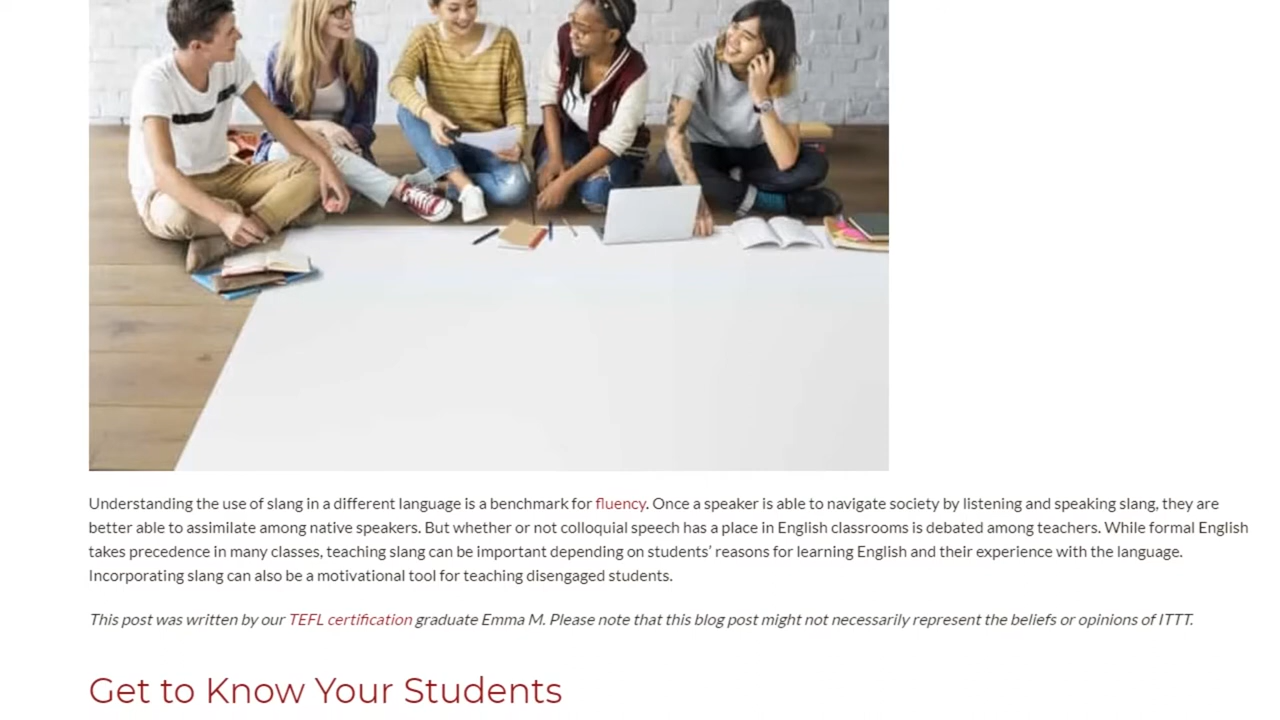 Understanding the use of slang in a different language is a benchmark for fluency. Once a speaker is able to navigate society by listening and speaking slang, they are
better able to assimilate among native speakers. But whether or not colloquial speech has a place in English classrooms is debated among teachers. While formal English
takes precedence in many classes, teaching slang can be important depending on students' reasons for learning English and their experience with the language.
Incorporating slang can also be a motivational tool for teaching disengaged students.
This post was written by our TEFL certification graduate Emma M. Please note that this blog post might not necessarily represent the beliefs or opinions of ITTT.
Get to Know Your Students